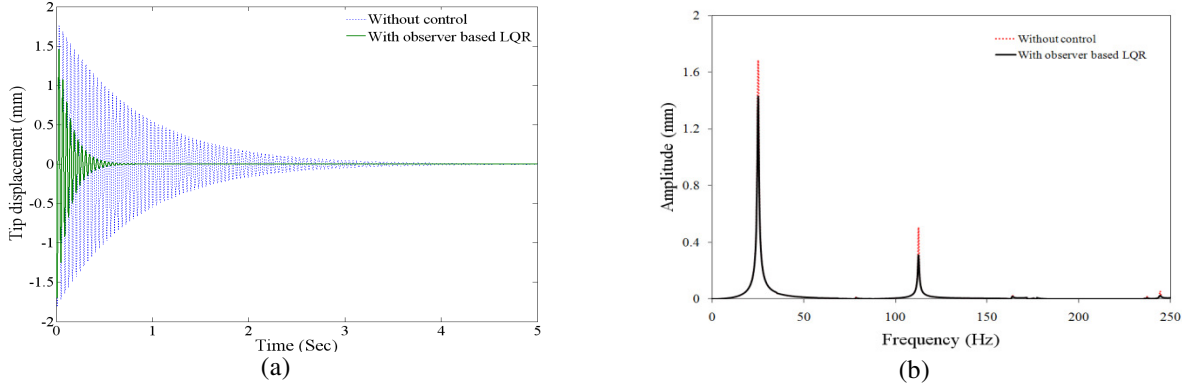 2
1.5
1
0.5
0
-0.5
-1
-1.5
-2
Tip displacement (mm)
Without control
With observer based LQR
0 1 2 3 4 5
Time (Sec)
(a)
2
1.6
1.2
0.8
0.4
0
Amplitude (mm)
Without control
With observer based LQR
0 50 100 150 200 250
Frequency (Hz)
(b)